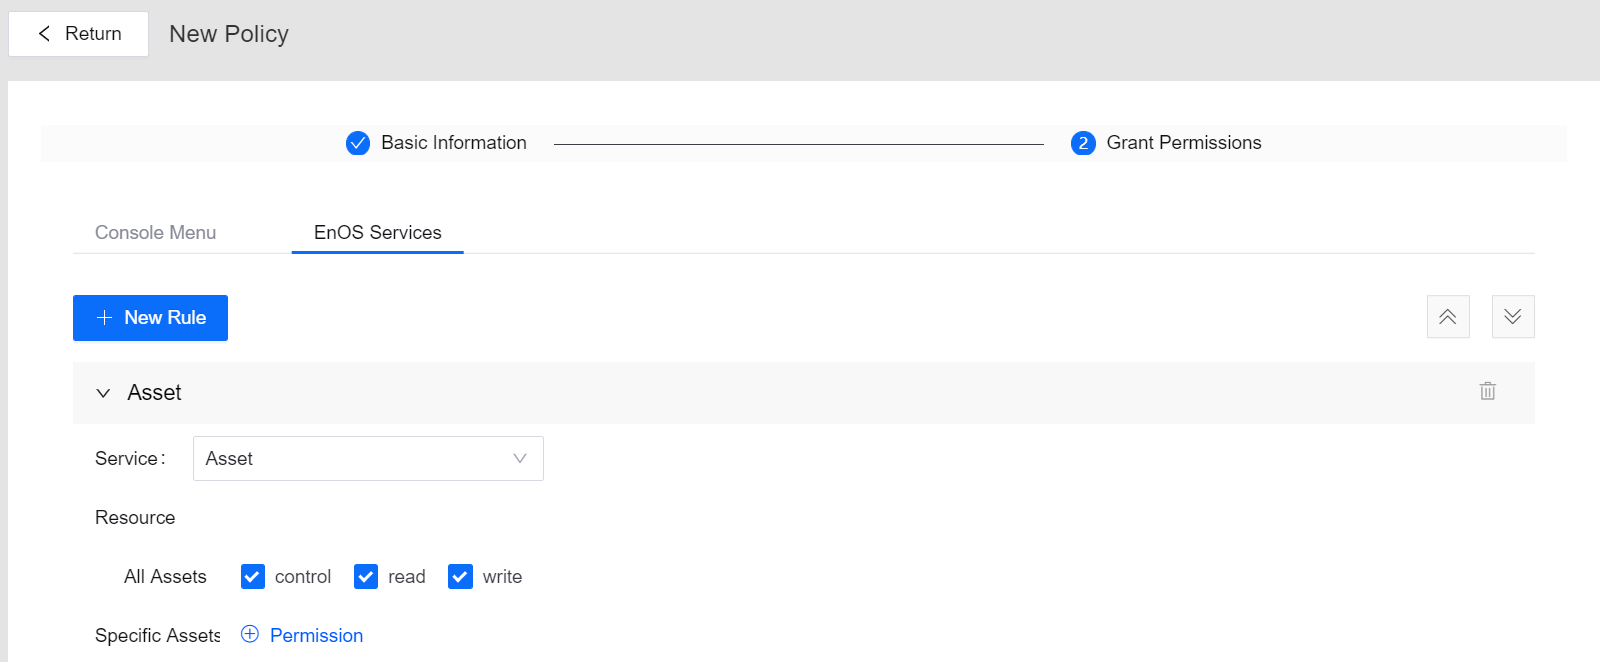 Return New Policy
Basic Information 2 Grant Permissions
Console Menu EnOS Services
New Rule
Asset
Service: Asset
Resource
All Assets control read write
Specific Assets Permission